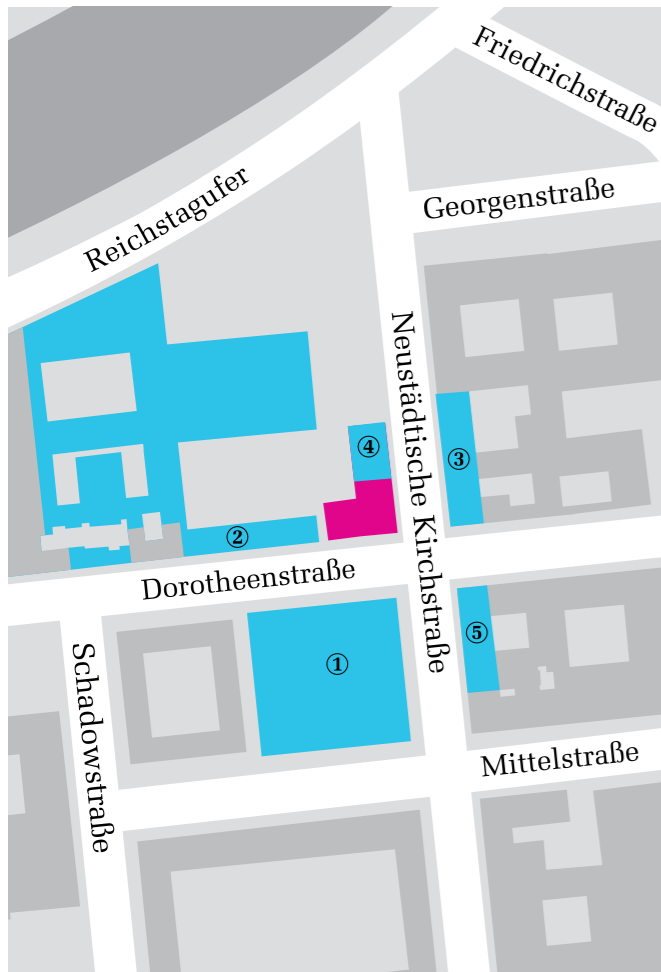 Friedrichstraße
Reichstagufer
Georgenstraße
Neustädtische Kirchstraße
④
③
②
Dorotheenstraße
⑤
①
Schadowstraße
Mittelstraße